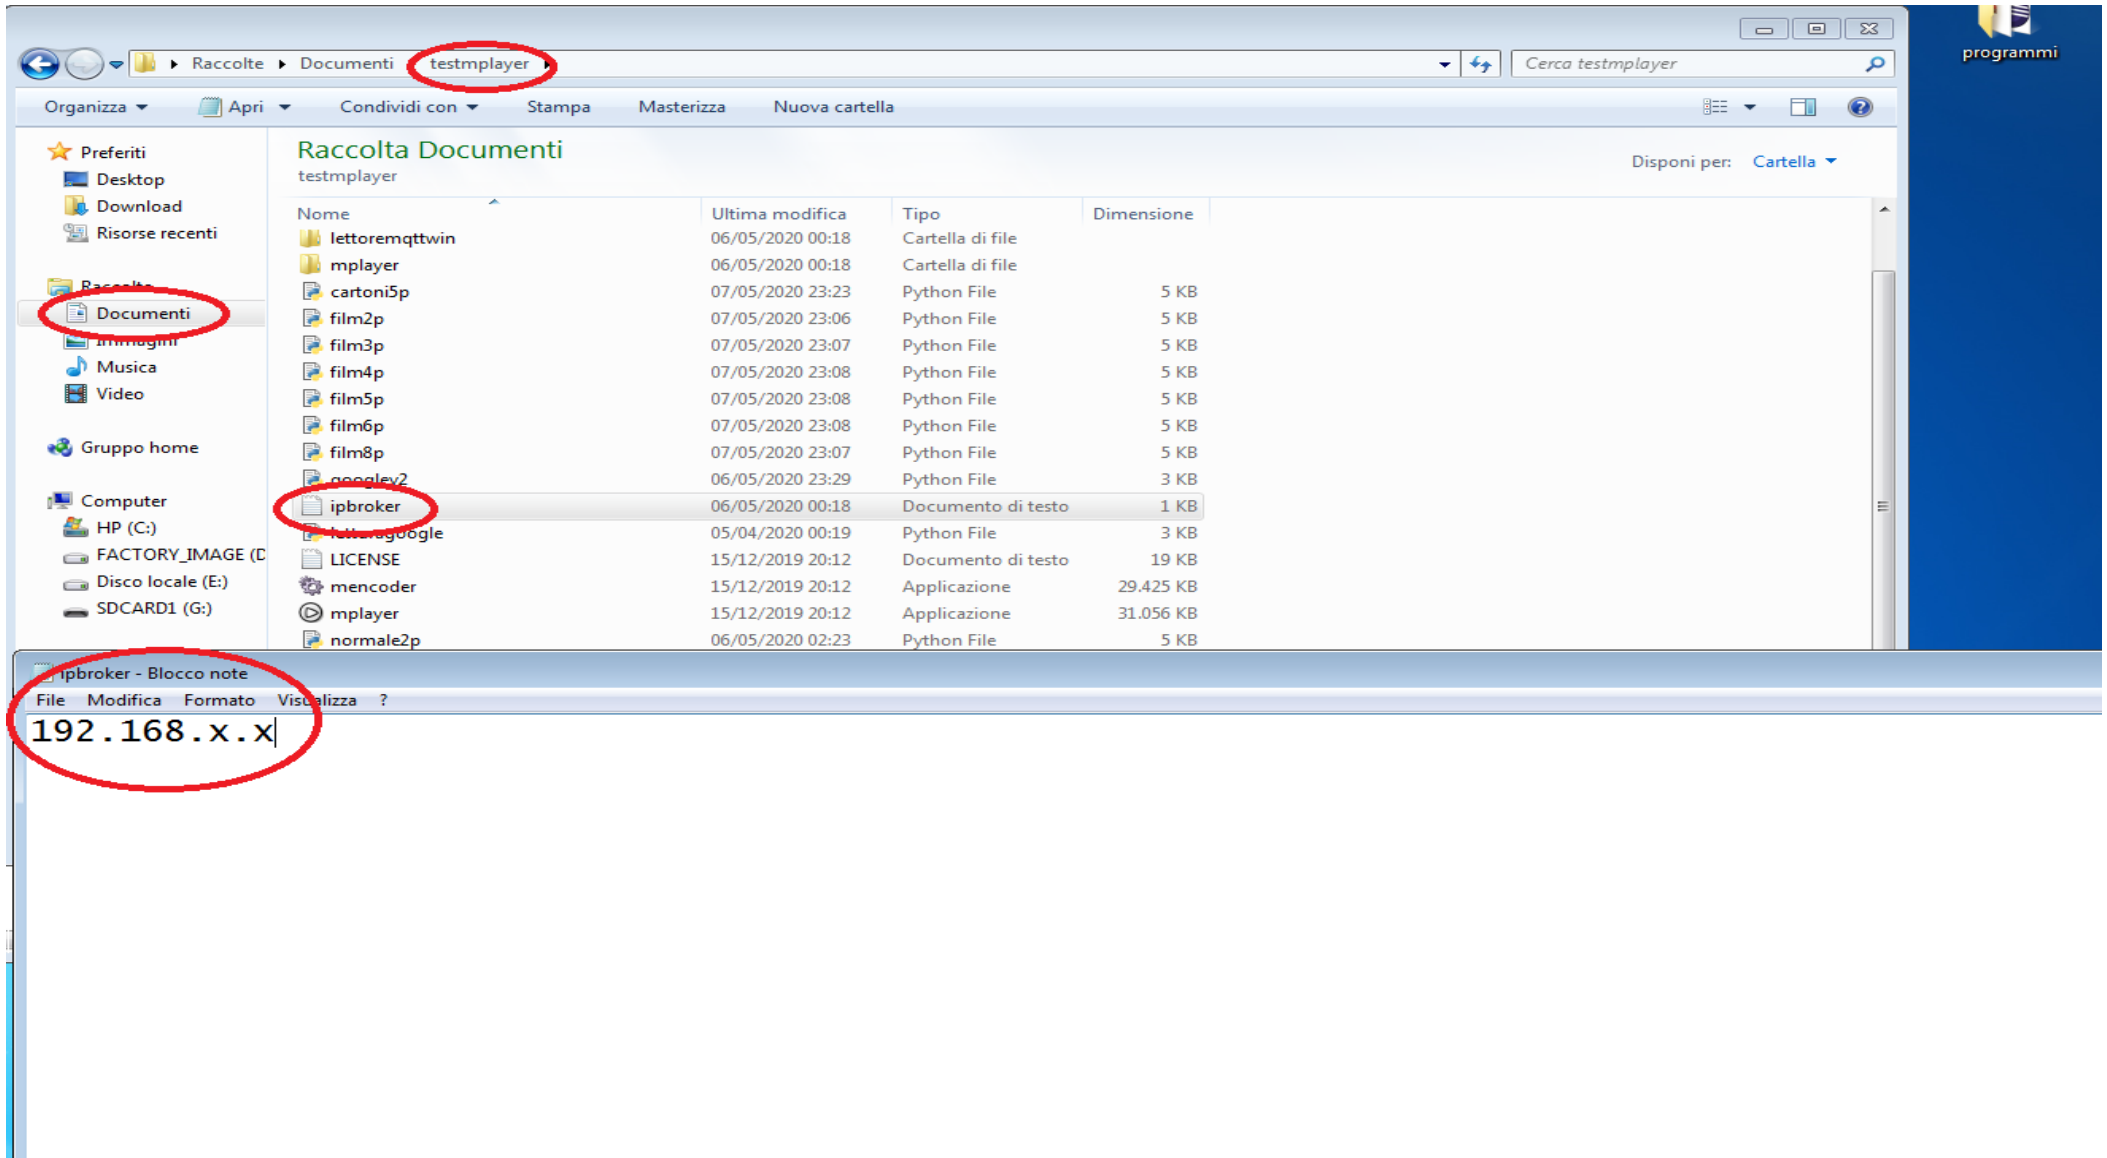 programmi
Raccolte Documenti testmplayer
Cerca testmplayer
Organizza Apri Condividi con Stampa Masterizza Nuova cartella
Preferiti
Desktop
Download
Risorse recenti
Raccolte
Documenti
Immagini
Musica
Video
Gruppo home
Computer
HP (C:)
FACTORY_IMAGE (D
Disco locale (E:)
SDCARD1 (G:)
Raccolta Documenti
testmplayer
Disponi per: Cartella
Nome Ultima modifica Tipo Dimensione
lettoremqttwin 06/05/2020 00:18 Cartella di file
mplayer 06/05/2020 00:18 Cartella di file
cartoni5p 07/05/2020 23:23 Python File 5 KB
film2p 07/05/2020 23:06 Python File 5 KB
film3p 07/05/2020 23:07 Python File 5 KB
film4p 07/05/2020 23:08 Python File 5 KB
film5p 07/05/2020 23:08 Python File 5 KB
film6p 07/05/2020 23:08 Python File 5 KB
film8p 07/05/2020 23:07 Python File 5 KB
googlev2 06/05/2020 23:29 Python File 3 KB
ipbroker 06/05/2020 00:18 Documento di testo 1 KB
05/04/2020 00:19 Python File 3 KB
LICENSE 15/12/2019 20:12 Documento di testo 19 KB
mencoder 15/12/2019 20:12 Applicazione 29.425 KB
mplayer 15/12/2019 20:12 Applicazione 31.056 KB
normale2p 06/05/2020 02:23 Python File 5 KB
ipbroker - Blocco note
File Modifica Formato Visualizza ?
192.168.x.x